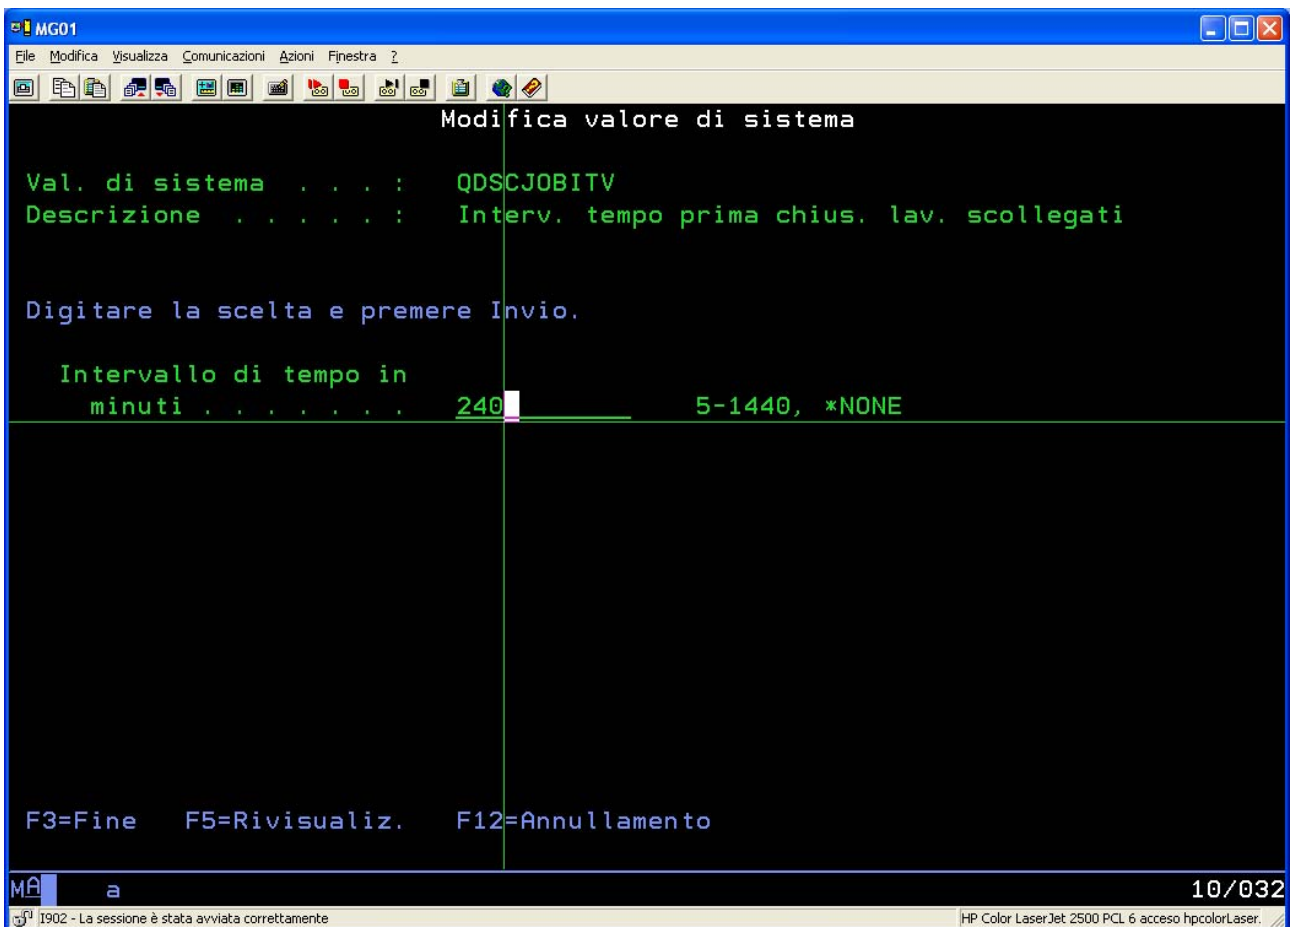 MG01
File Modifica Visualizza Comunicazioni Azioni Finestra ?
Modifica valore di sistema
Val. di sistema . . . : QDSCJOBITV
Descrizione . . . . . : Interv. tempo prima chius. lav. scollegati
Digitare la scelta e premere Invio.
Intervallo di tempo in
minuti . . . . . . . 240 5-1440, *NONE
F3=Fine F5=Rivisualiz. F12=Annullamento
MA a 10/032
I902 - La sessione è stata avviata correttamente HP Color LaserJet 2500 PCL 6 acceso hpcolorLaser.